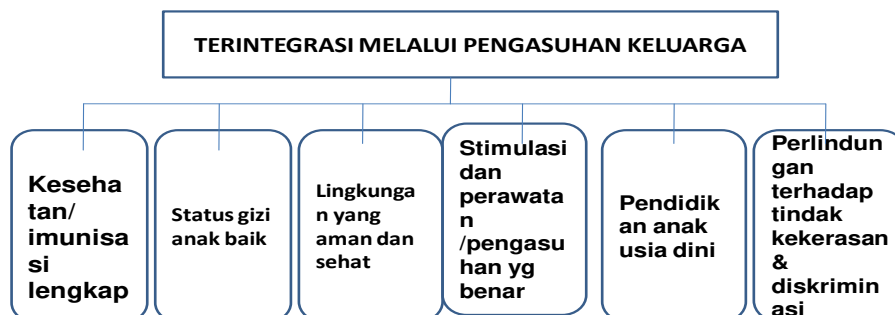 TERINTEGRASI MELALUI PENGASUHAN KELUARGA
Keseha
tan/
imunisa
si
lengkap
Status gizi
anak baik
Lingkunga
n yang
aman dan
sehat
Stimulasi
dan
perawata
n
/pengasu
han yg
benar
Pendidik
an anak
usia dini
Perlindun
gan
terhadap
tindak
kekerasan
&
diskrimin
asi